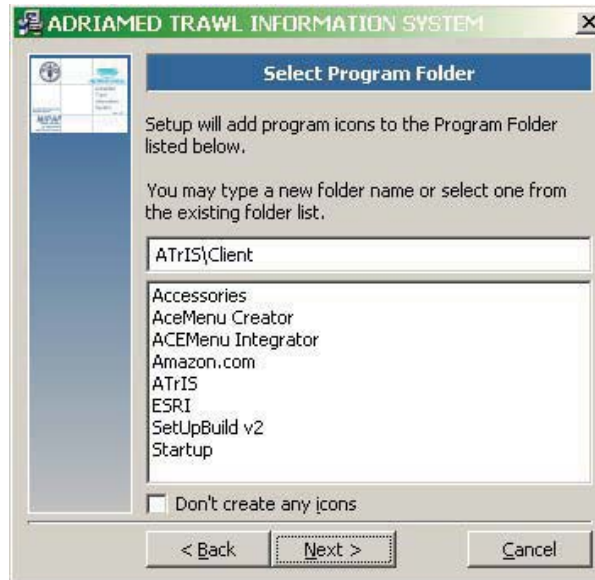 ADRIAMED TRAWL INFORMATION SYSTEM
Select Program Folder
Setup will add program icons to the Program Folder
listed below.
You may type a new folder name or select one from
the existing folder list.
ATrIS\Client
Accessories
AceMenu Creator
ACEMenu Integrator
Amazon.com
ATrIS
ESRI
SetUpBuild v2
Startup
Don't create any icons
< Back
Next >
Cancel